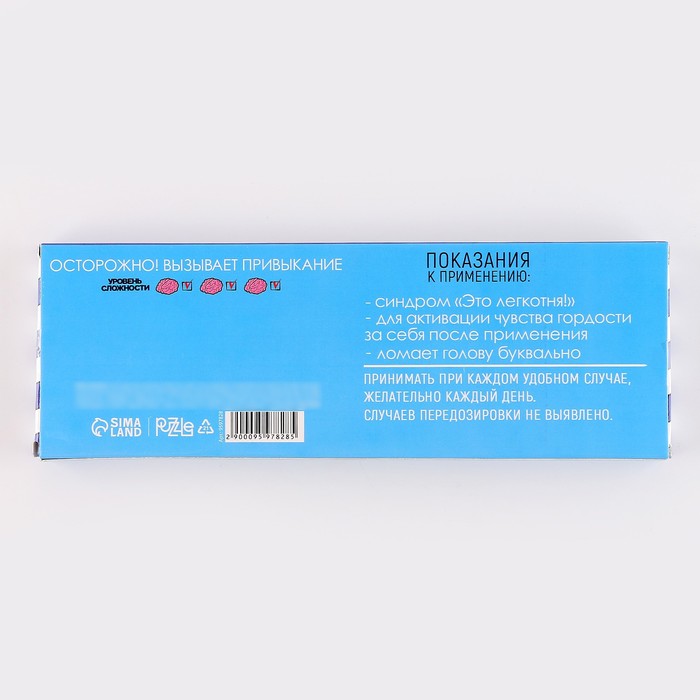 ОСТОРОЖНО! ВЫЗЫВАЕТ ПРИВЫКАНИЕ
УРОВЕНЬ
СЛОЖНОСТИ
SIMA
LAND
PUZZLE
2 900095 978285
ПОКАЗАНИЯ
К ПРИМЕНЕНИЮ:
- синдром «Это легкотня!»
- для активации чувства гордости
за себя после применения
- ломает голову буквально
ПРИНИМАТЬ ПРИ КАЖДОМ УДОБНОМ СЛУЧАЕ,
ЖЕЛАТЕЛЬНО КАЖДЫЙ ДЕНЬ.
СЛУЧАЕВ ПЕРЕДОЗИРОВКИ НЕ ВЫЯВЛЕНО.